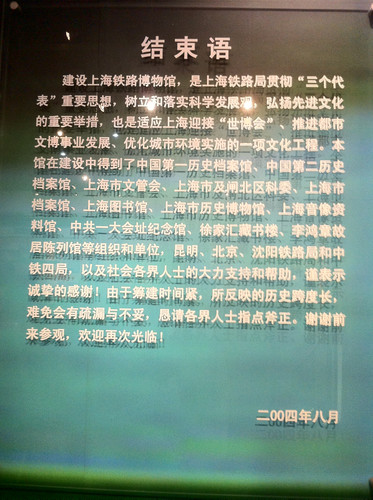 结束语
建设上海铁路博物馆，是上海铁路局贯彻“三个代
表”重要思想，树立和落实科学发展观，弘扬先进文化
的重要举措，也是适应上海迎接“世博会”、推进都市
文博事业发展、优化城市环境实施的一项文化工程。本
馆在建设中得到了中国第一历史档案馆、中国第二历史
档案馆、上海市文管会、上海市及闸北区科委、上海市
档案馆、上海图书馆、上海市历史博物馆、上海音像资
料馆、中共一大会址纪念馆、徐家汇藏书楼、李鸿章故
居陈列馆等组织和单位，昆明、北京、沈阳铁路局和中
铁四局，以及社会各界人士的大力支持和帮助，谨表示
诚挚的感谢！由于筹建时间紧，所反映的历史跨度长，
难免会有疏漏与不妥，恳请各界人士指点斧正。谢谢前
来参观，欢迎再次光临！
二00四年八月